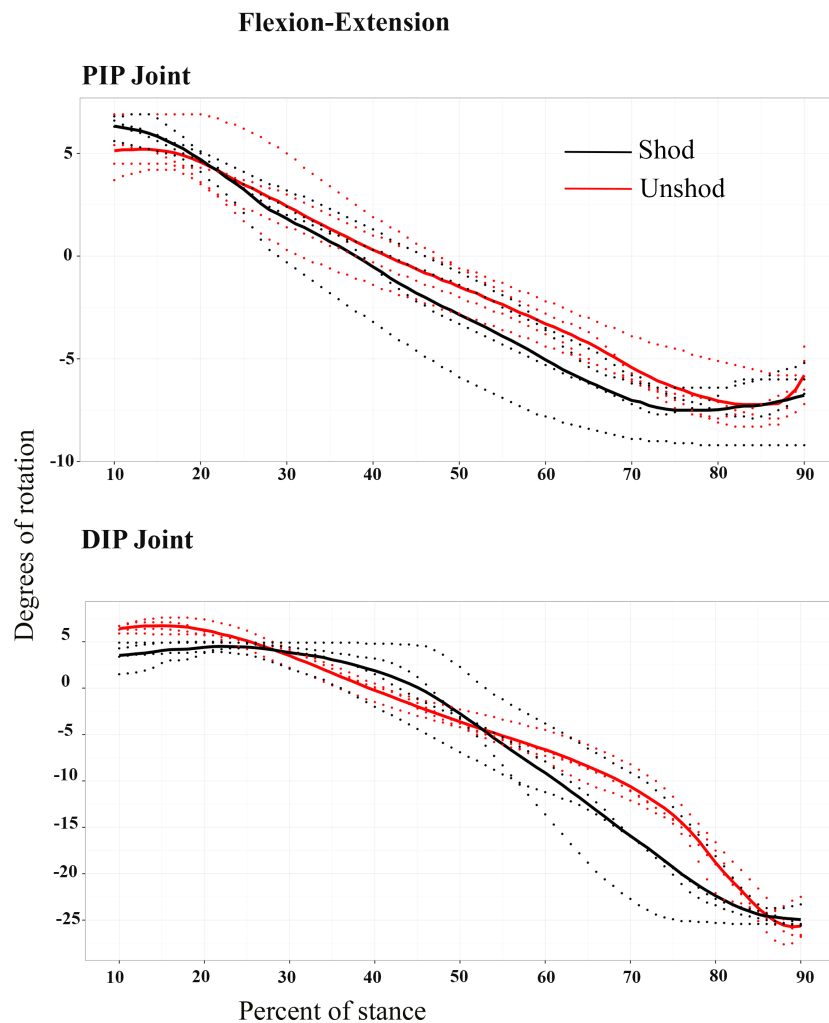 Flexion-Extension
PIP Joint
Shod
Unshod
5
0
-5
-10
10 20 30 40 50 60 70 80 90
Degrees of rotation
DIP Joint
5
0
-5
-10
-15
-20
-25
10 20 30 40 50 60 70 80 90
Percent of stance